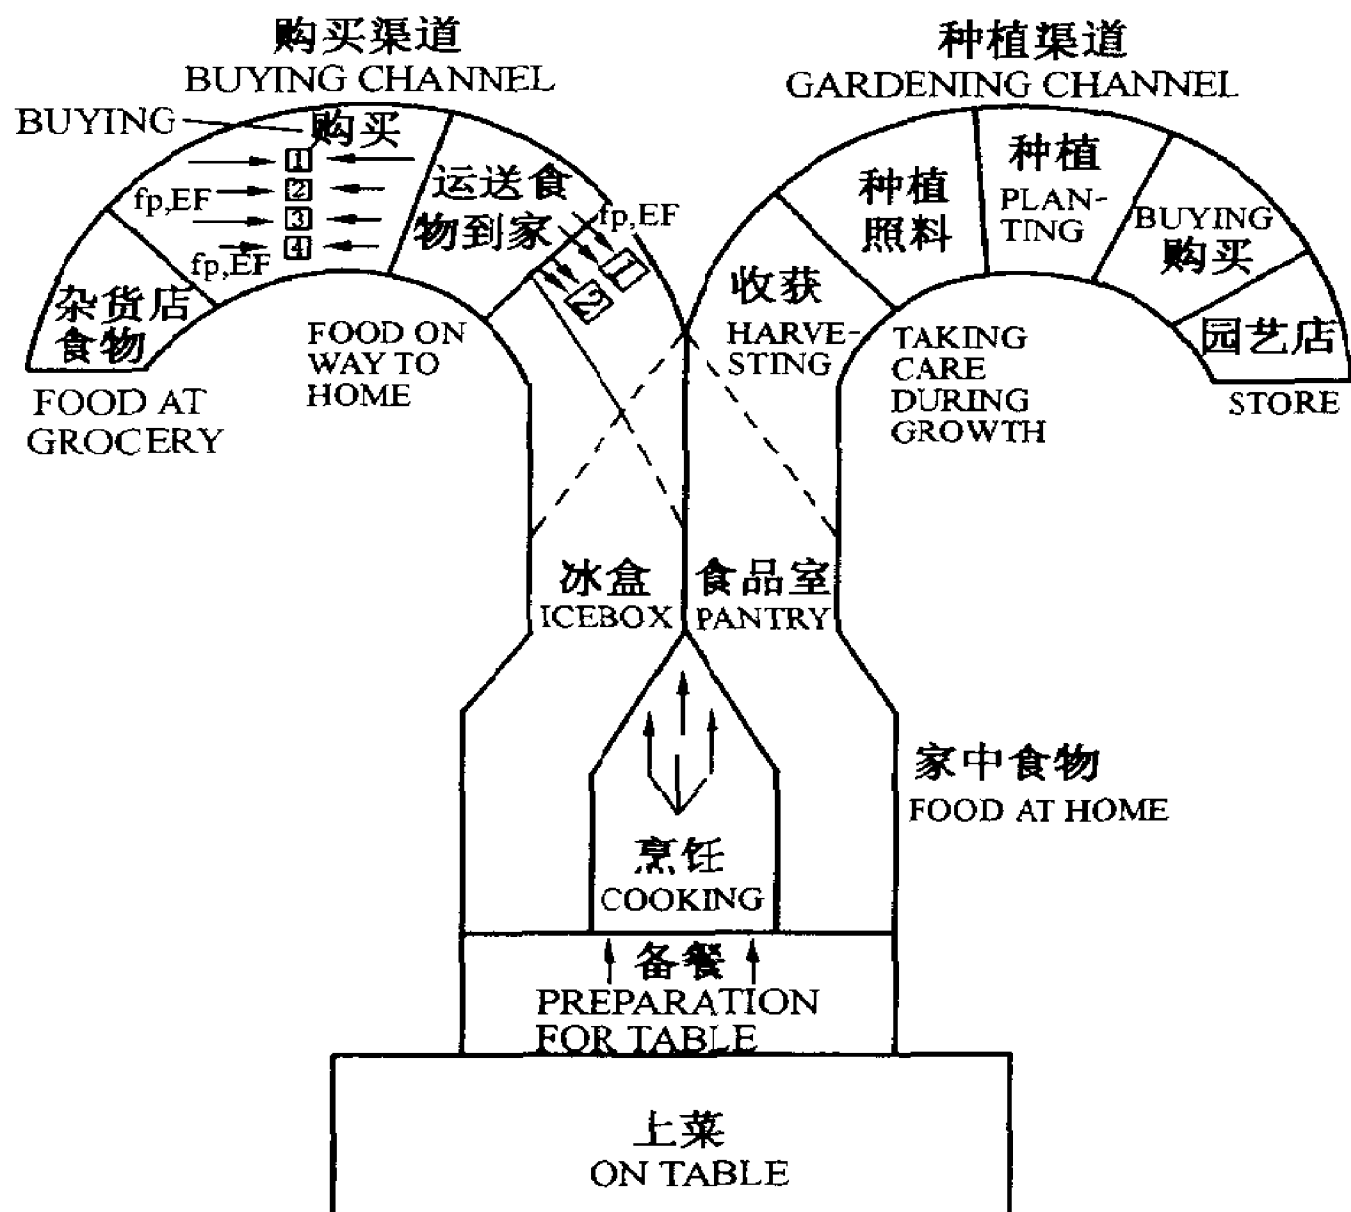 购买渠道
BUYING CHANNEL
种植渠道
GARDENING CHANNEL
BUYING
购买
1
2
3
4
fp,EF
fp,EF
运送食
物到家
fp,EF
1
2
杂货店
食物
FOOD AT
GROCERY
FOOD ON
WAY TO
HOME
收获
HARVE-
STING
种植
照料
TAKING
CARE
DURING
GROWTH
种植
PLAN-
TING
BUYING
购买
园艺店
STORE
冰盒
ICEBOX
食品室
PANTRY
家中食物
FOOD AT HOME
烹饪
COOKING
备餐
PREPARATION
FOR TABLE
上菜
ON TABLE